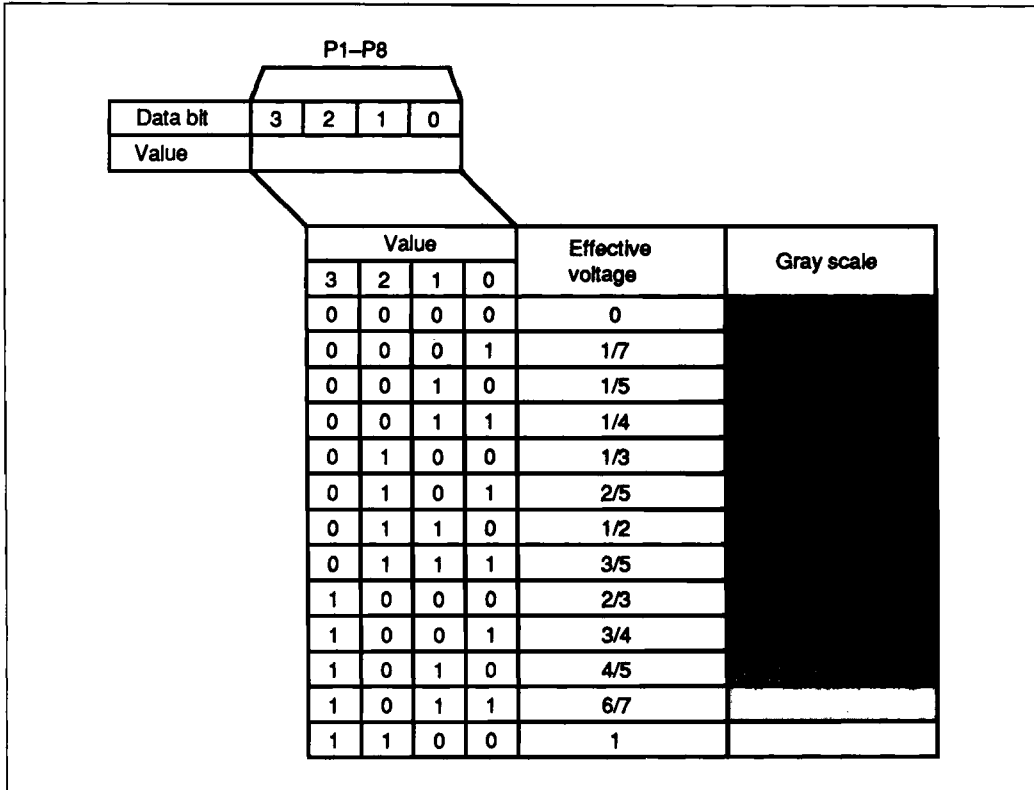 P1–P8
Data bit 3 2 1 0
Value
Value Effective voltage Gray scale
3 2 1 0
0 0 0 0 0
0 0 0 1 1/7
0 0 1 0 1/5
0 0 1 1 1/4
0 1 0 0 1/3
0 1 0 1 2/5
0 1 1 0 1/2
0 1 1 1 3/5
1 0 0 0 2/3
1 0 0 1 3/4
1 0 1 0 4/5
1 0 1 1 6/7
1 1 0 0 1